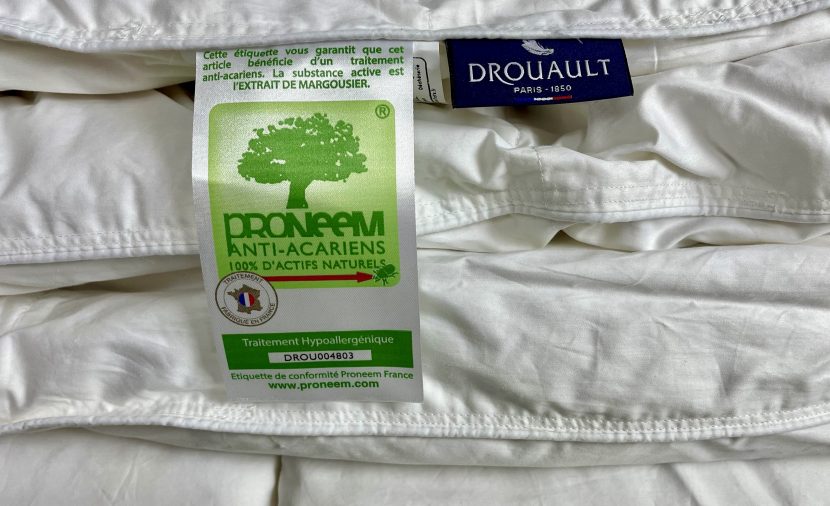 Cette étiquette vous garantit que cet
article bénéficie d'un traitement
anti-acariens. La substance active est
l'EXTRAIT DE MARGOUSIER.
®
PRONEEM
ANTI-ACARIENS
100% D'ACTIFS NATURELS
TRAITEMENT
FABRIQUÉ EN FRANCE
Traitement Hypoallergénique
DROU004803
Etiquette de conformité Proneem France
www.proneem.com
DROUAULT
PARIS - 1850